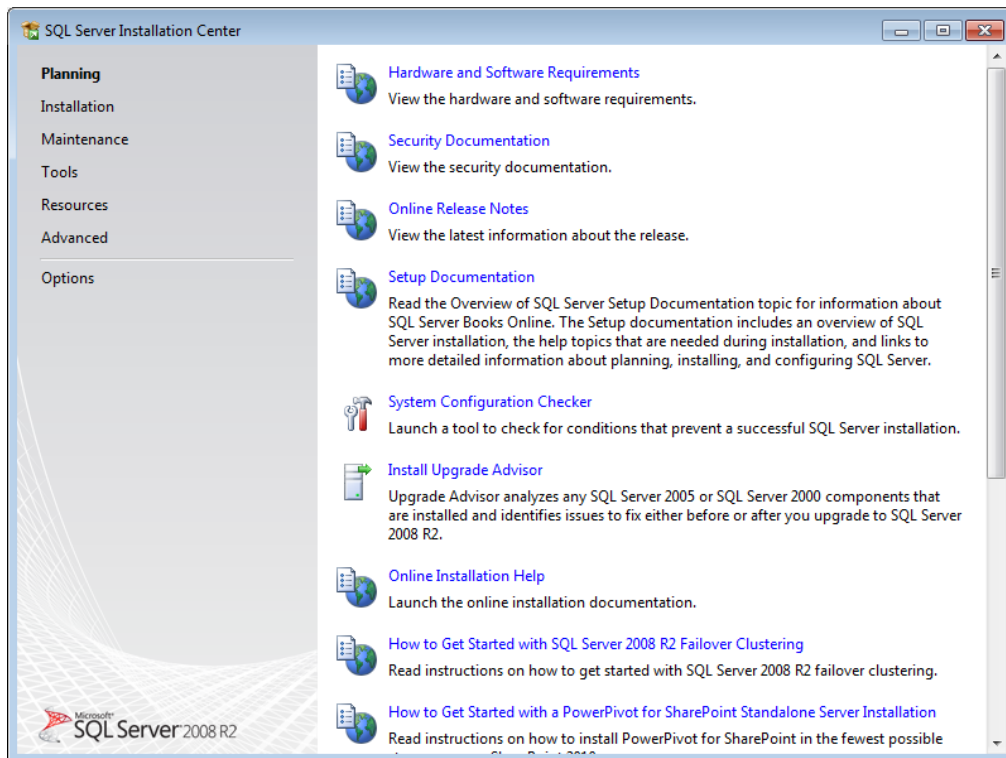 SQL Server Installation Center
Planning
Installation
Maintenance
Tools
Resources
Advanced
Options
Microsoft®
SQL Server® 2008 R2
Hardware and Software Requirements
View the hardware and software requirements.
Security Documentation
View the security documentation.
Online Release Notes
View the latest information about the release.
Setup Documentation
Read the Overview of SQL Server Setup Documentation topic for information about
SQL Server Books Online. The Setup documentation includes an overview of SQL
Server installation, the help topics that are needed during installation, and links to
more detailed information about planning, installing, and configuring SQL Server.
System Configuration Checker
Launch a tool to check for conditions that prevent a successful SQL Server installation.
Install Upgrade Advisor
Upgrade Advisor analyzes any SQL Server 2005 or SQL Server 2000 components that
are installed and identifies issues to fix either before or after you upgrade to SQL Server
2008 R2.
Online Installation Help
Launch the online installation documentation.
How to Get Started with SQL Server 2008 R2 Failover Clustering
Read instructions on how to get started with SQL Server 2008 R2 failover clustering.
How to Get Started with a PowerPivot for SharePoint Standalone Server Installation
Read instructions on how to install PowerPivot for SharePoint in the fewest possible